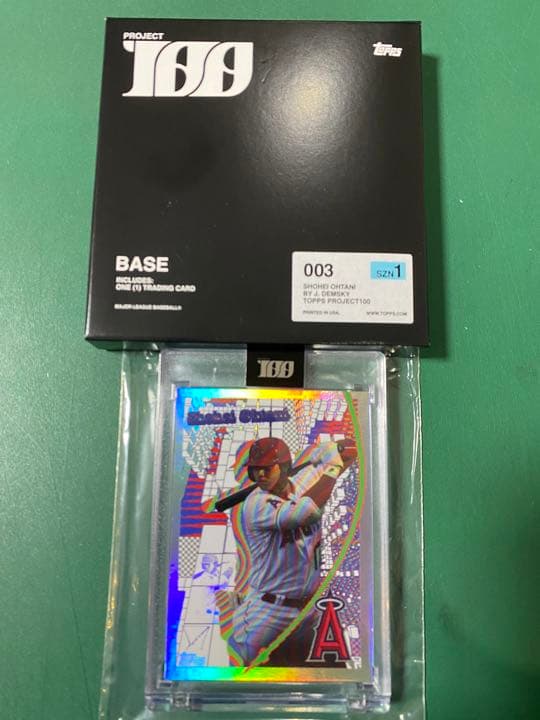 PROJECT
100
topps
BASE
INCLUDES:
ONE (1) TRADING CARD
MAJOR LEAGUE BASEBALL®
003
SZN1
SHOHEI OHTANI
BY J. DEMSKY
TOPPS PROJECT100
PRINTED IN USA.
WWW.TOPPS.COM
100
Shohei Ohtani
A